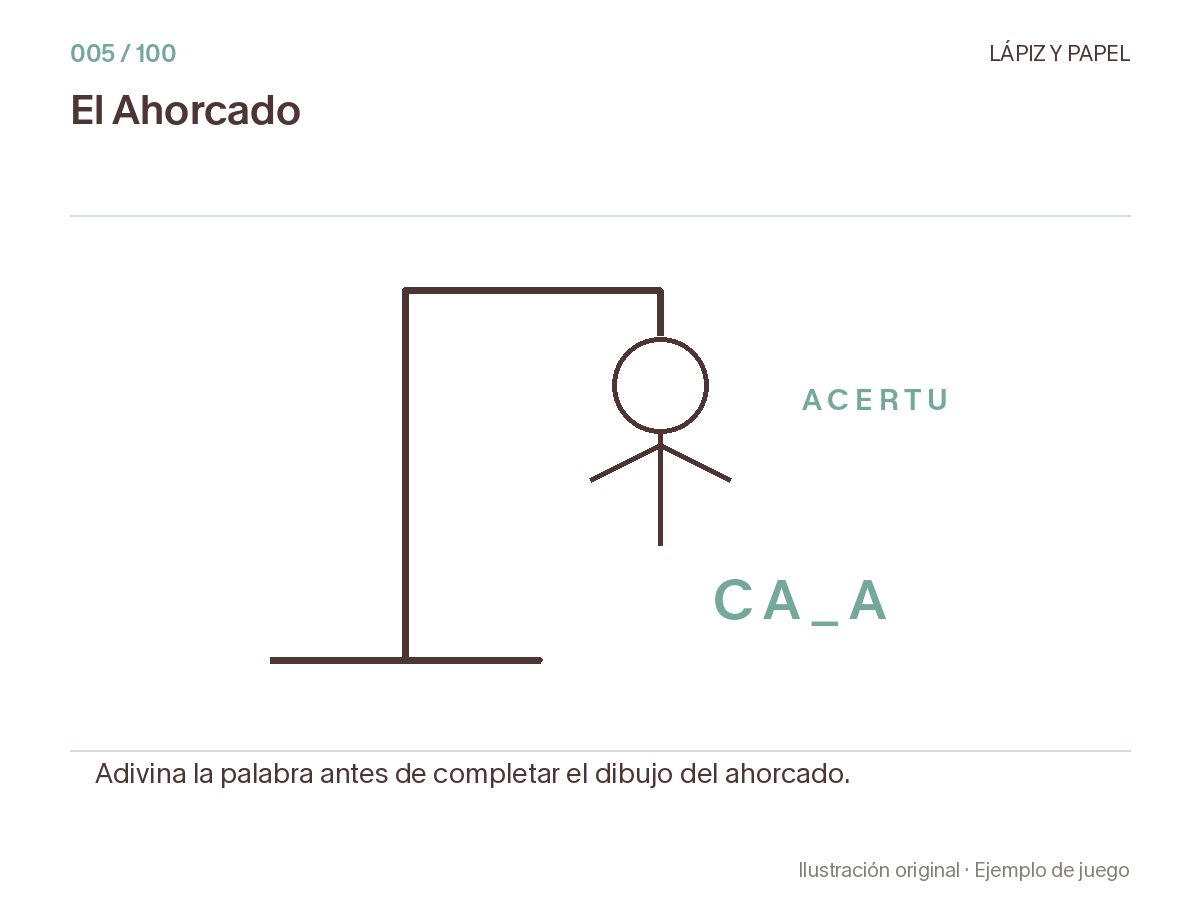 005 / 100
LÁPIZ Y PAPEL
El Ahorcado
ACERTU
CA_A
Adivina la palabra antes de completar el dibujo del ahorcado.
Ilustración original · Ejemplo de juego